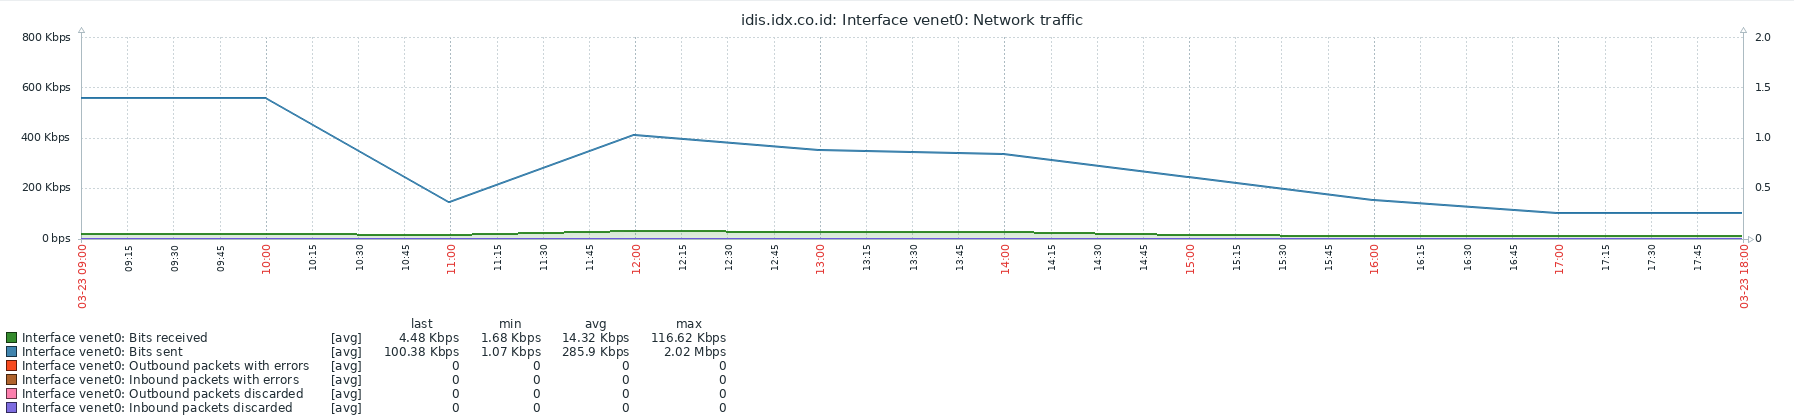 idis.idx.co.id: Interface venet0: Network traffic
800 Kbps 2.0
600 Kbps 1.5
400 Kbps 1.0
200 Kbps 0.5
0 bps 0
03-23 09:00 09:15 09:30 09:45 10:00 10:15 10:30 10:45 11:00 11:15 11:30 11:45 12:00 12:15 12:30 12:45 13:00 13:15 13:30 13:45 14:00 14:15 14:30 14:45 15:00 15:15 15:30 15:45 16:00 16:15 16:30 16:45 17:00 17:15 17:30 17:45 03-23 18:00
last min avg max
Interface venet0: Bits received [avg] 4.48 Kbps 1.68 Kbps 14.32 Kbps 116.62 Kbps
Interface venet0: Bits sent [avg] 100.38 Kbps 1.07 Kbps 285.9 Kbps 2.02 Mbps
Interface venet0: Outbound packets with errors [avg] 0 0 0 0
Interface venet0: Inbound packets with errors [avg] 0 0 0 0
Interface venet0: Outbound packets discarded [avg] 0 0 0 0
Interface venet0: Inbound packets discarded [avg] 0 0 0 0